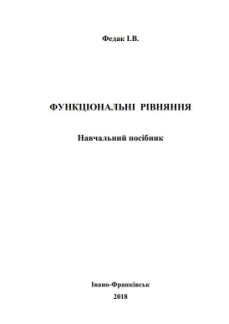 Федак І.В.
ФУНКЦІОНАЛЬНІ РІВНЯННЯ
Навчальний посібник
Івано-Франківськ
2018